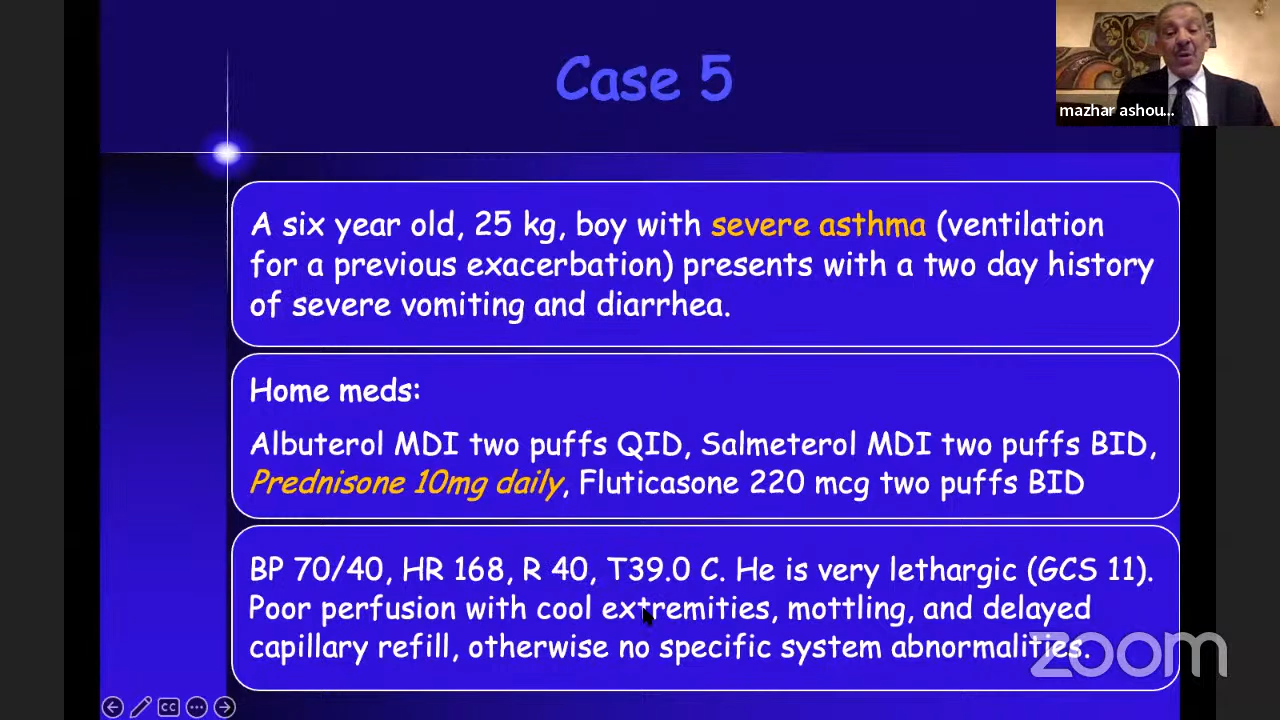 Case 5
mazhar ashou...
A six year old, 25 kg, boy with severe asthma (ventilation
for a previous exacerbation) presents with a two day history
of severe vomiting and diarrhea.
Home meds:
Albuterol MDI two puffs QID, Salmeterol MDI two puffs BID,
Prednisone 10mg daily, Fluticasone 220 mcg two puffs BID
BP 70/40, HR 168, R 40, T39.0 C. He is very lethargic (GCS 11).
Poor perfusion with cool extremities, mottling, and delayed
capillary refill, otherwise no specific system abnormalities.
zoom
CC